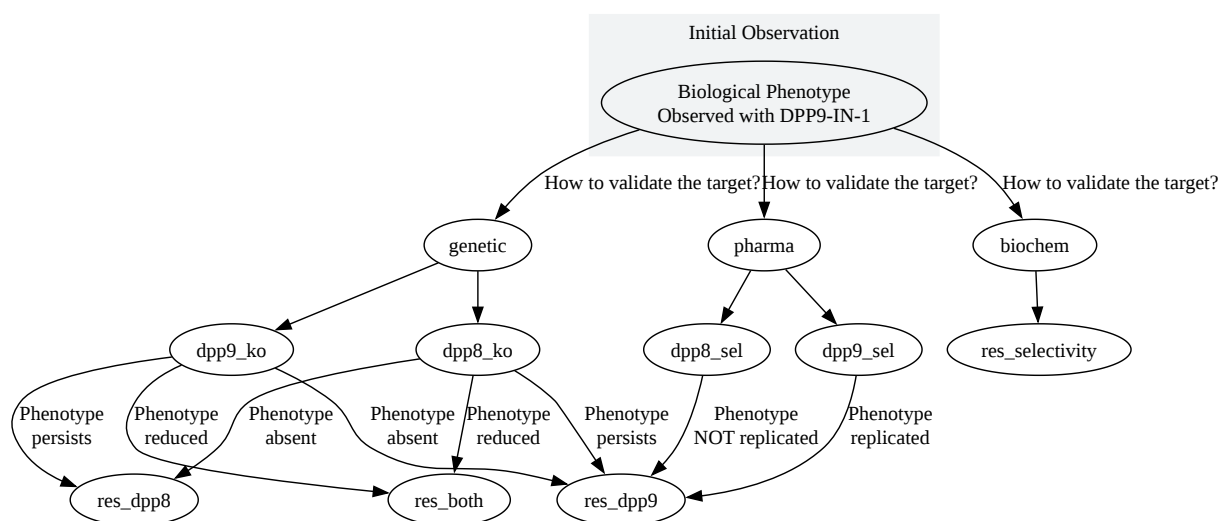 Initial Observation
Biological Phenotype
Observed with DPP9-IN-1
How to validate the target?
How to validate the target?
How to validate the target?
genetic
pharma
biochem
dpp9_ko
dpp8_ko
dpp8_sel
dpp9_sel
res_selectivity
Phenotype
persists
Phenotype
reduced
Phenotype
absent
Phenotype
absent
Phenotype
reduced
Phenotype
persists
Phenotype
NOT replicated
Phenotype
replicated
res_dpp8
res_both
res_dpp9